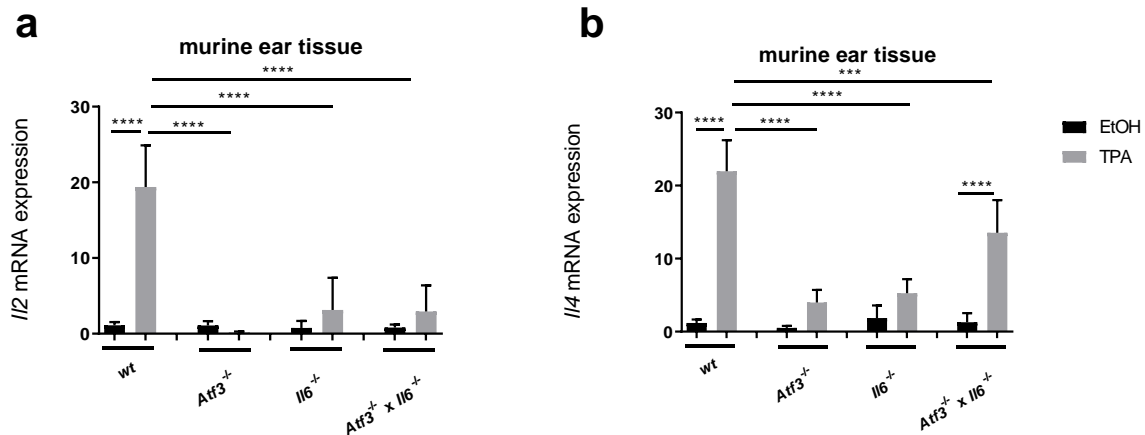 a
murine ear tissue
****
****
****
****
30
20
10
0
Il2 mRNA expression
wt
Atf3-/-
Il6-/-
Atf3-/- x Il6-/-
b
murine ear tissue
***
****
****
****
****
30
20
10
0
Il4 mRNA expression
wt
Atf3-/-
Il6-/-
Atf3-/- x Il6-/-
EtOH
TPA